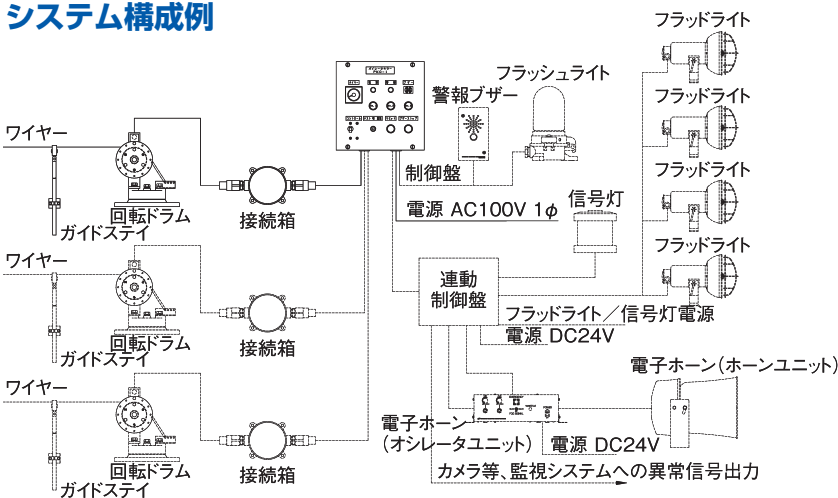 システム構成例
フラッドライト
フラッシュライト
警報ブザー
フラッドライト
ワイヤー
制御盤
フラッドライト
信号灯
電源 AC100V 1φ
回転ドラム
接続箱
ガイドステイ
フラッドライト
ワイヤー
連動
制御盤
フラッドライト／信号灯電源
電源 DC24V
回転ドラム
接続箱
ガイドステイ
電子ホーン（ホーンユニット）
ワイヤー
電子ホーン
（オシレータユニット）
電源 DC24V
回転ドラム
接続箱
カメラ等、監視システムへの異常信号出力
ガイドステイ